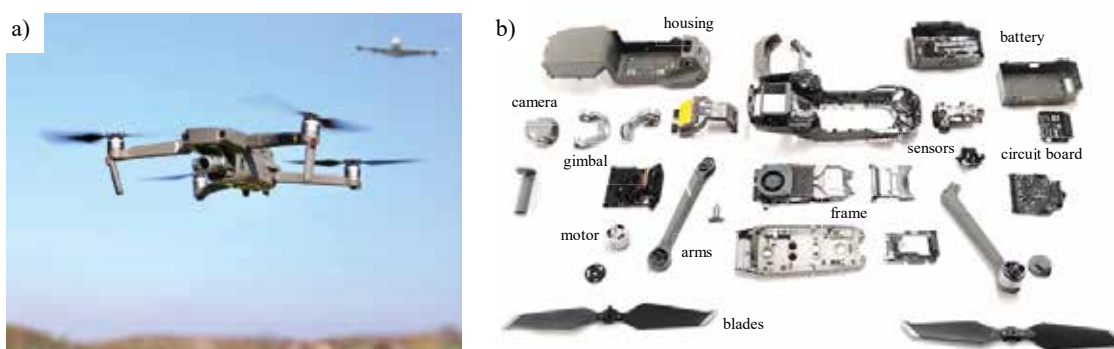 a)
b)
housing
battery
camera
gimbal
sensors
circuit board
frame
motor
arms
blades